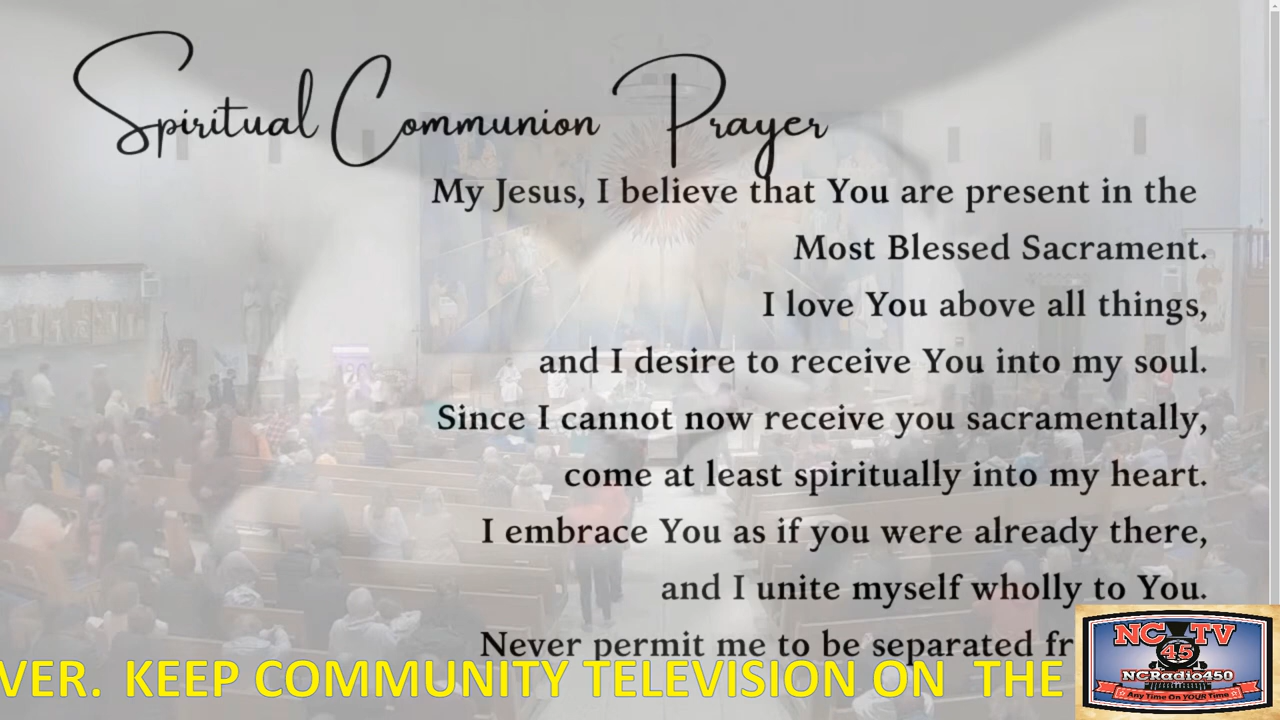 Spiritual Communion Prayer
My Jesus, I believe that You are present in the
Most Blessed Sacrament.
I love You above all things,
and I desire to receive You into my soul.
Since I cannot now receive you sacramentally,
come at least spiritually into my heart.
I embrace You as if you were already there,
and I unite myself wholly to You.
Never permit me to be separated fr
VER. KEEP COMMUNITY TELEVISION ON THE
NC TV
45
NCRadio450
Any Time On YOUR Time